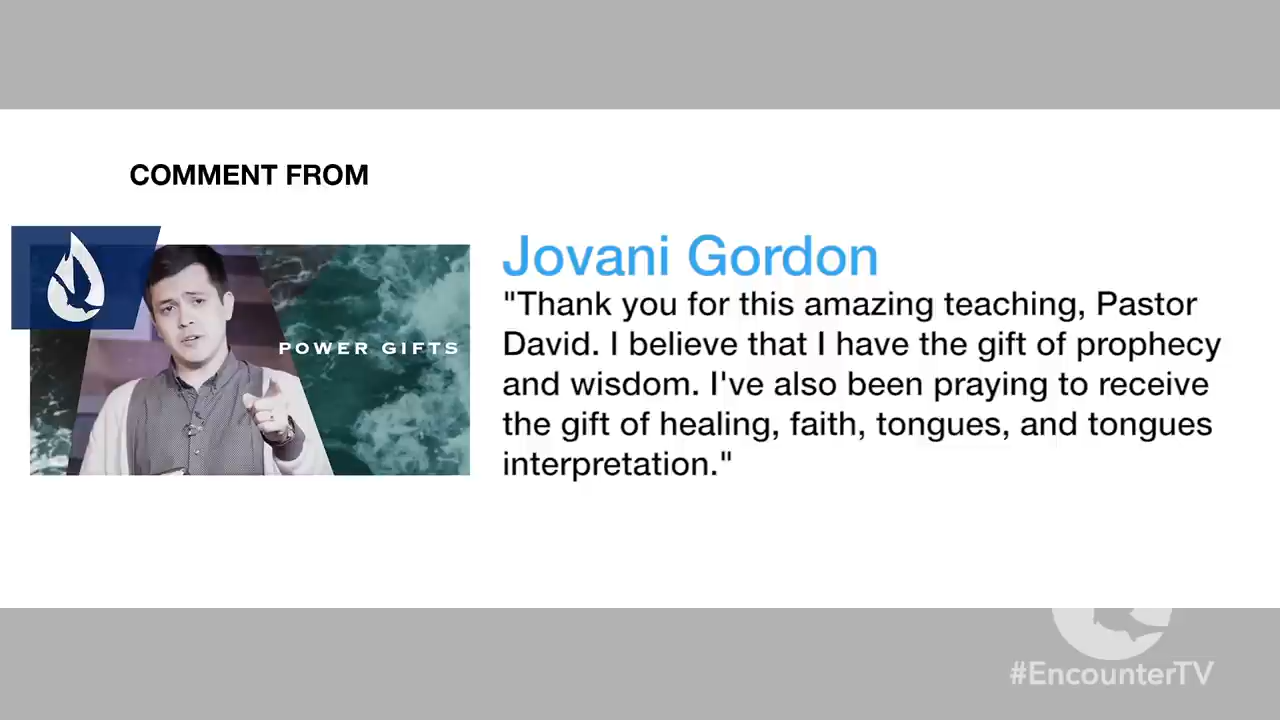 COMMENT FROM
POWER GIFTS
Jovani Gordon
"Thank you for this amazing teaching, Pastor
David. I believe that I have the gift of prophecy
and wisdom. I've also been praying to receive
the gift of healing, faith, tongues, and tongues
interpretation."
#EncounterTV